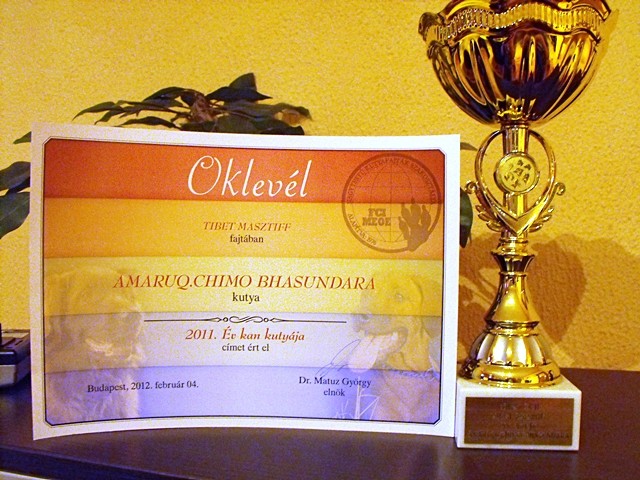 Oklevél
TIBET MASZTIFF
fajtában
FCI
MEOE
AMARUQ.CHIMO BHASUNDARA
kutya
2011. Év kan kutyája
címet ért el
Budapest, 2012. február 04.
Dr. Matuz György
elnök